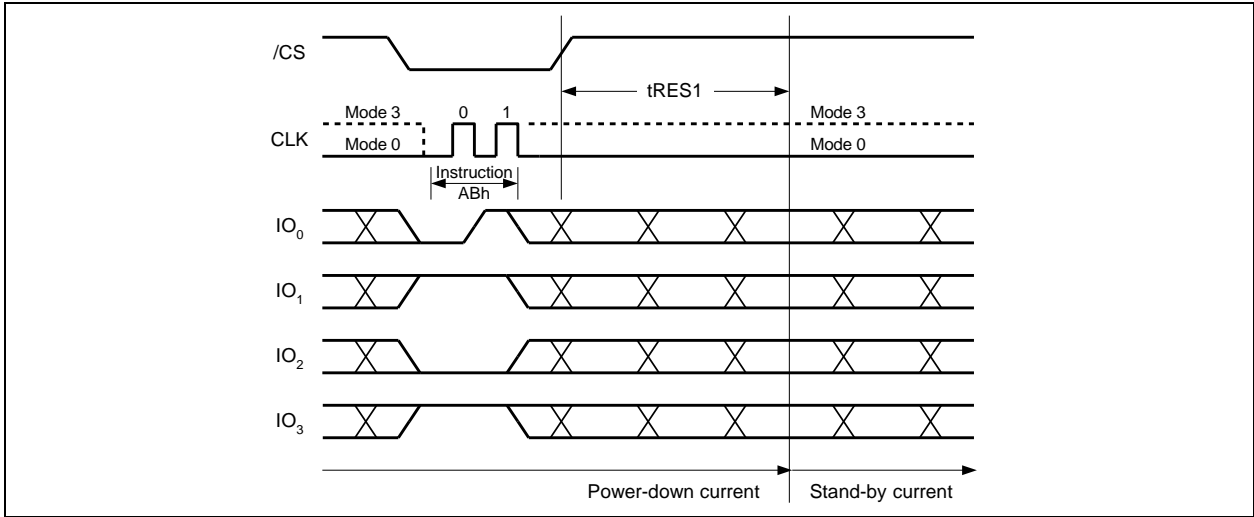 /CS
tRES1
Mode 3 0 1 Mode 3
CLK
Mode 0 Mode 0
Instruction
ABh
IO0
IO1
IO2
IO3
Power-down current Stand-by current